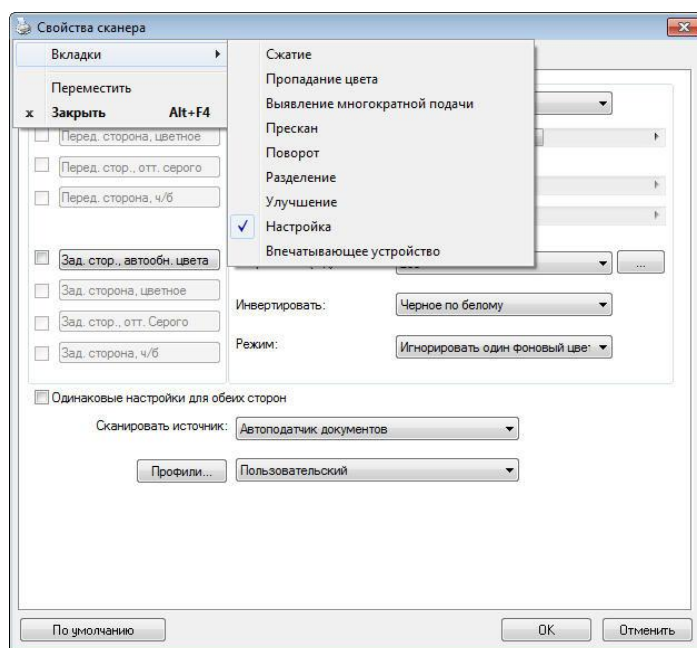 Свойства сканера
Вкладки
Переместить
x Закрыть Alt+F4
Сжатие
Пропадание цвета
Выявление многократной подачи
Прескан
Поворот
Разделение
Улучшение
Настройка
Впечатывающее устройство
Перед. сторона, цветное
Перед. стор., отт. серого
Перед. сторона, ч/б
Зад. стор., автообн. цвета
...
Зад. сторона, цветное
Инвертировать: Черное по белому
Зад. стор., отт. Серого
Режим: Игнорировать один фоновый цве
Зад. сторона, ч/б
Одинаковые настройки для обеих сторон
Сканировать источник: Автоподатчик документов
Профили... Пользовательский
По умолчанию OK Отменить